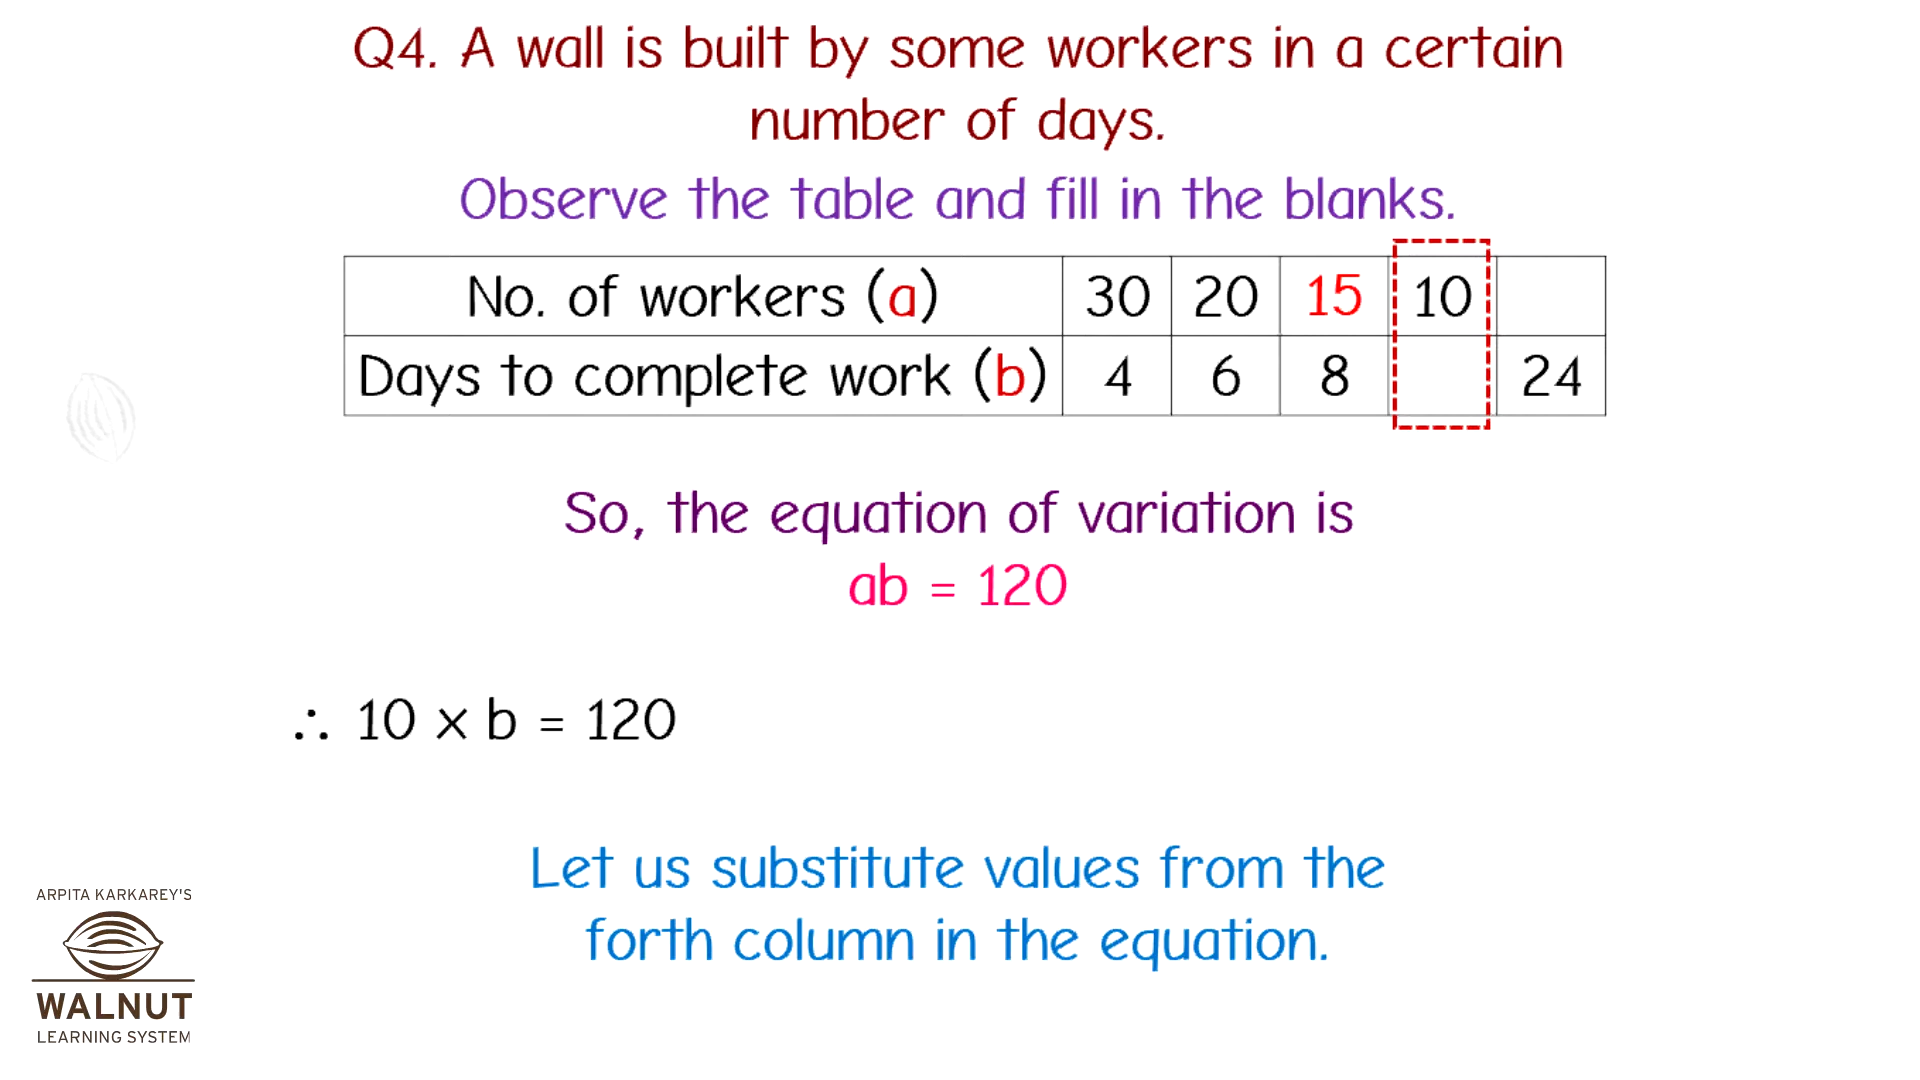 Q4. A wall is built by some workers in a certain
number of days.
Observe the table and fill in the blanks.
No. of workers (a) 30 20 15 10
Days to complete work (b) 4 6 8 24
So, the equation of variation is
ab = 120
∴ 10 x b = 120
Let us substitute values from the
forth column in the equation.
ARPITA KARKAREY'S
WALNUT
LEARNING SYSTEM